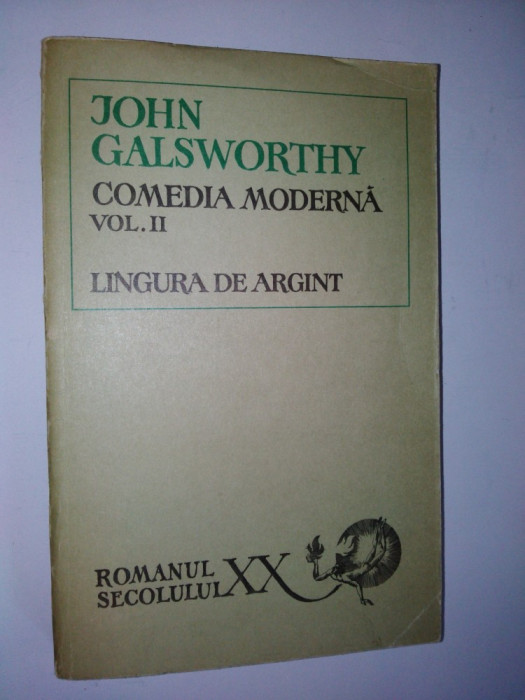 JOHN
GALSWORTHY
COMEDIA MODERNĂ
VOL. II
LINGURA DE ARGINT
ROMANUL
SECOLULUI XX